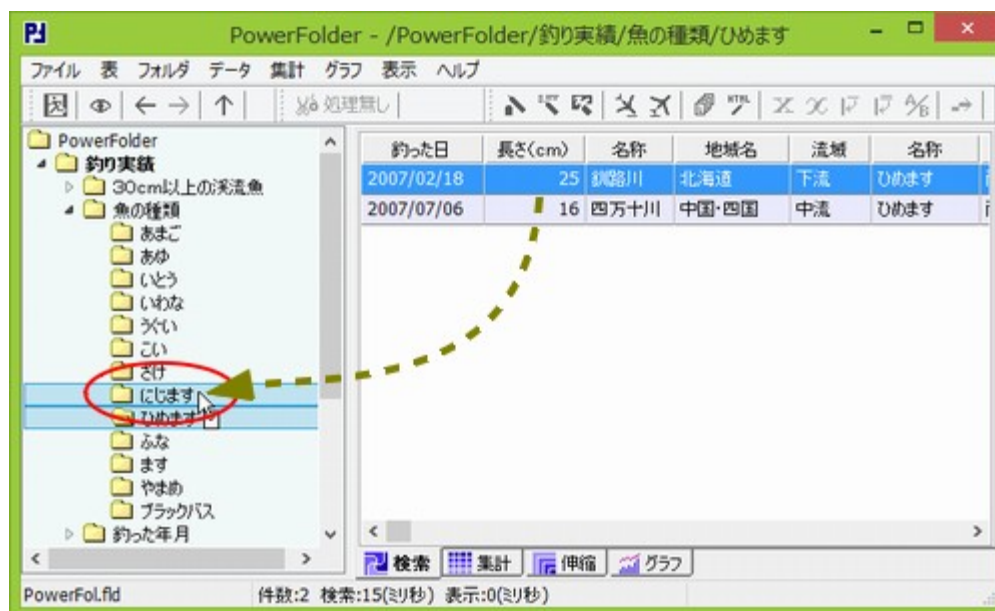 PowerFolder - /PowerFolder/釣り実績/魚の種類/ひめます
ファイル 表 フォルダ データ 集計 グラフ 表示 ヘルプ
処理無し
PowerFolder
釣り実績
30cm以上の渓流魚
魚の種類
あまご
あゆ
いとう
いわな
うぐい
こい
さけ
にじます
ひめます
ふな
ます
やまめ
ブラックバス
釣った年月
釣った日 長さ(cm) 名称 地域名 流域 名称
2007/02/18 25 釧路川 北海道 下流 ひめます
2007/07/06 16 四万十川 中国・四国 中流 ひめます
検索 集計 伸縮 グラフ
PowerFol.fld 件数:2 検索:15(ミリ秒) 表示:0(ミリ秒)